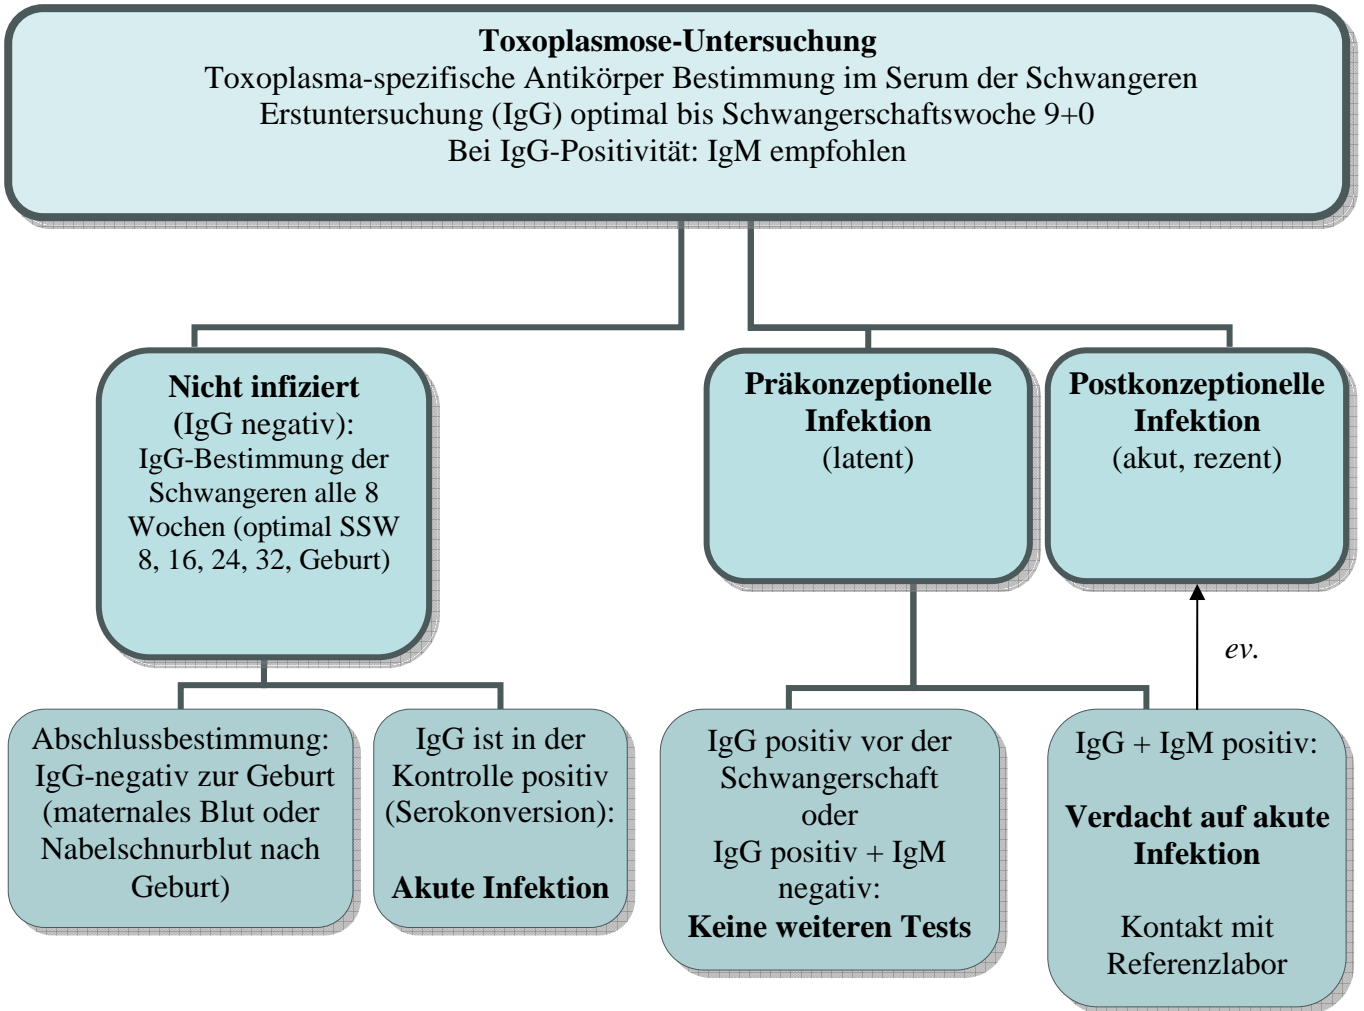 Toxoplasmose-Untersuchung
Toxoplasma-spezifische Antikörper Bestimmung im Serum der Schwangeren
Erstuntersuchung (IgG) optimal bis Schwangerschaftswoche 9+0
Bei IgG-Positivität: IgM empfohlen
Nicht infiziert
(IgG negativ):
IgG-Bestimmung der
Schwangeren alle 8
Wochen (optimal SSW
8, 16, 24, 32, Geburt)
Präkonzeptionelle
Infektion
(latent)
Postkonzeptionelle
Infektion
(akut, rezent)
ev.
Abschlussbestimmung:
IgG-negativ zur Geburt
(maternales Blut oder
Nabelschnurblut nach
Geburt)
IgG ist in der
Kontrolle positiv
(Serokonversion):
Akute Infektion
IgG positiv vor der
Schwangerschaft
oder
IgG positiv + IgM
negativ:
Keine weiteren Tests
IgG + IgM positiv:
Verdacht auf akute
Infektion
Kontakt mit
Referenzlabor